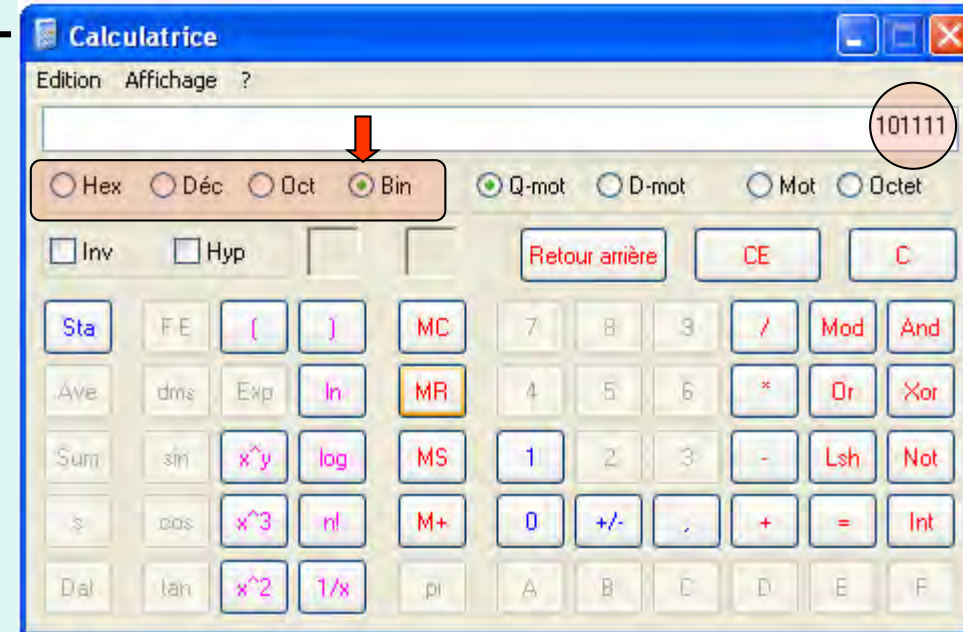 Calculatrice
Edition Affichage ?
101111
Hex Déc Oct Bin Q-mot D-mot Mot Octet
Inv Hyp Retour arrière CE C
Sta F-E ( ) MC 7 8 9 / Mod And
Ave dms Exp ln MR 4 5 6 * Or Xor
Sum sin x^y log MS 1 2 3 - Lsh Not
s cos x^3 n! M+ 0 +/- , + = Int
Dat tan x^2 1/x pi A B C D E F